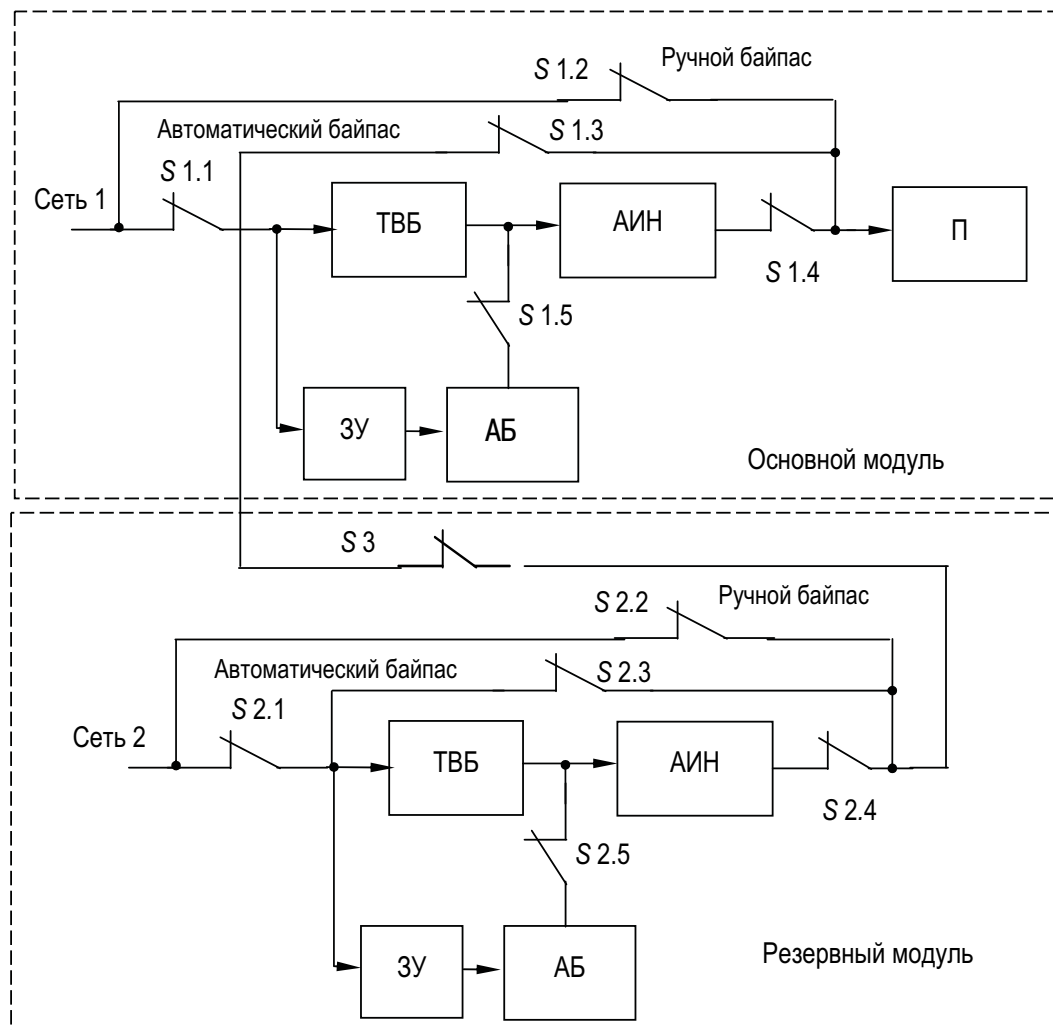 S 1.2
Ручной байпас
Автоматический байпас
S 1.3
S 1.1
Сеть 1
ТВБ
АИН
П
S 1.4
S 1.5
ЗУ
АБ
Основной модуль
S 3
S 2.2
Ручной байпас
Автоматический байпас
S 2.3
S 2.1
Сеть 2
ТВБ
АИН
S 2.4
S 2.5
ЗУ
АБ
Резервный модуль